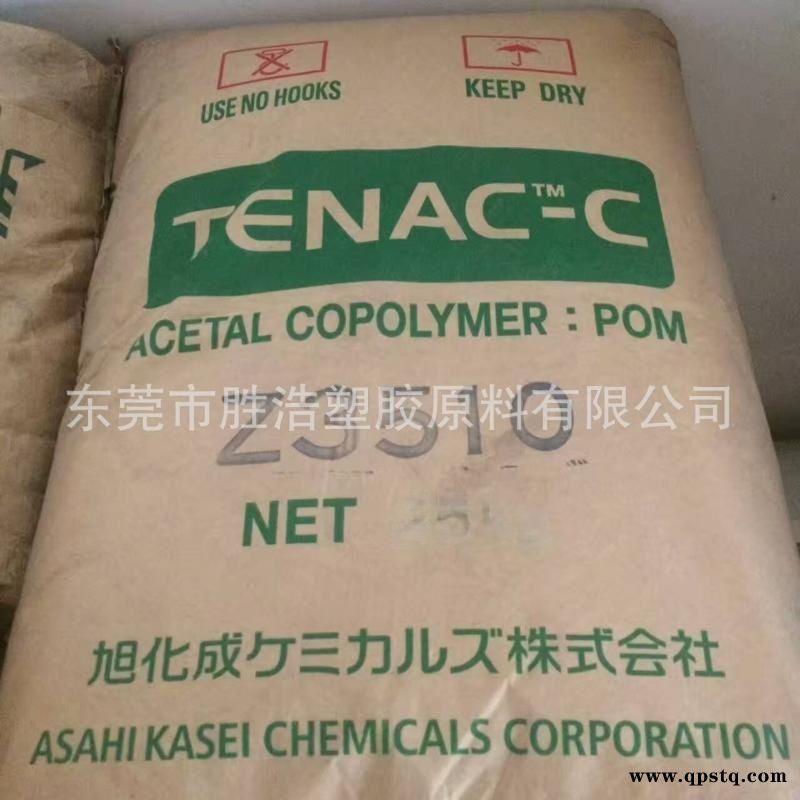 USE NO HOOKS
KEEP DRY
TENAC™-C
ACETAL COPOLYMER : POM
东莞市胜浩塑胶原料有限公司
Z3510
NET
旭化成ケミカルズ株式会社
ASAHI KASEI CHEMICALS CORPORATION
www.qpstq.com